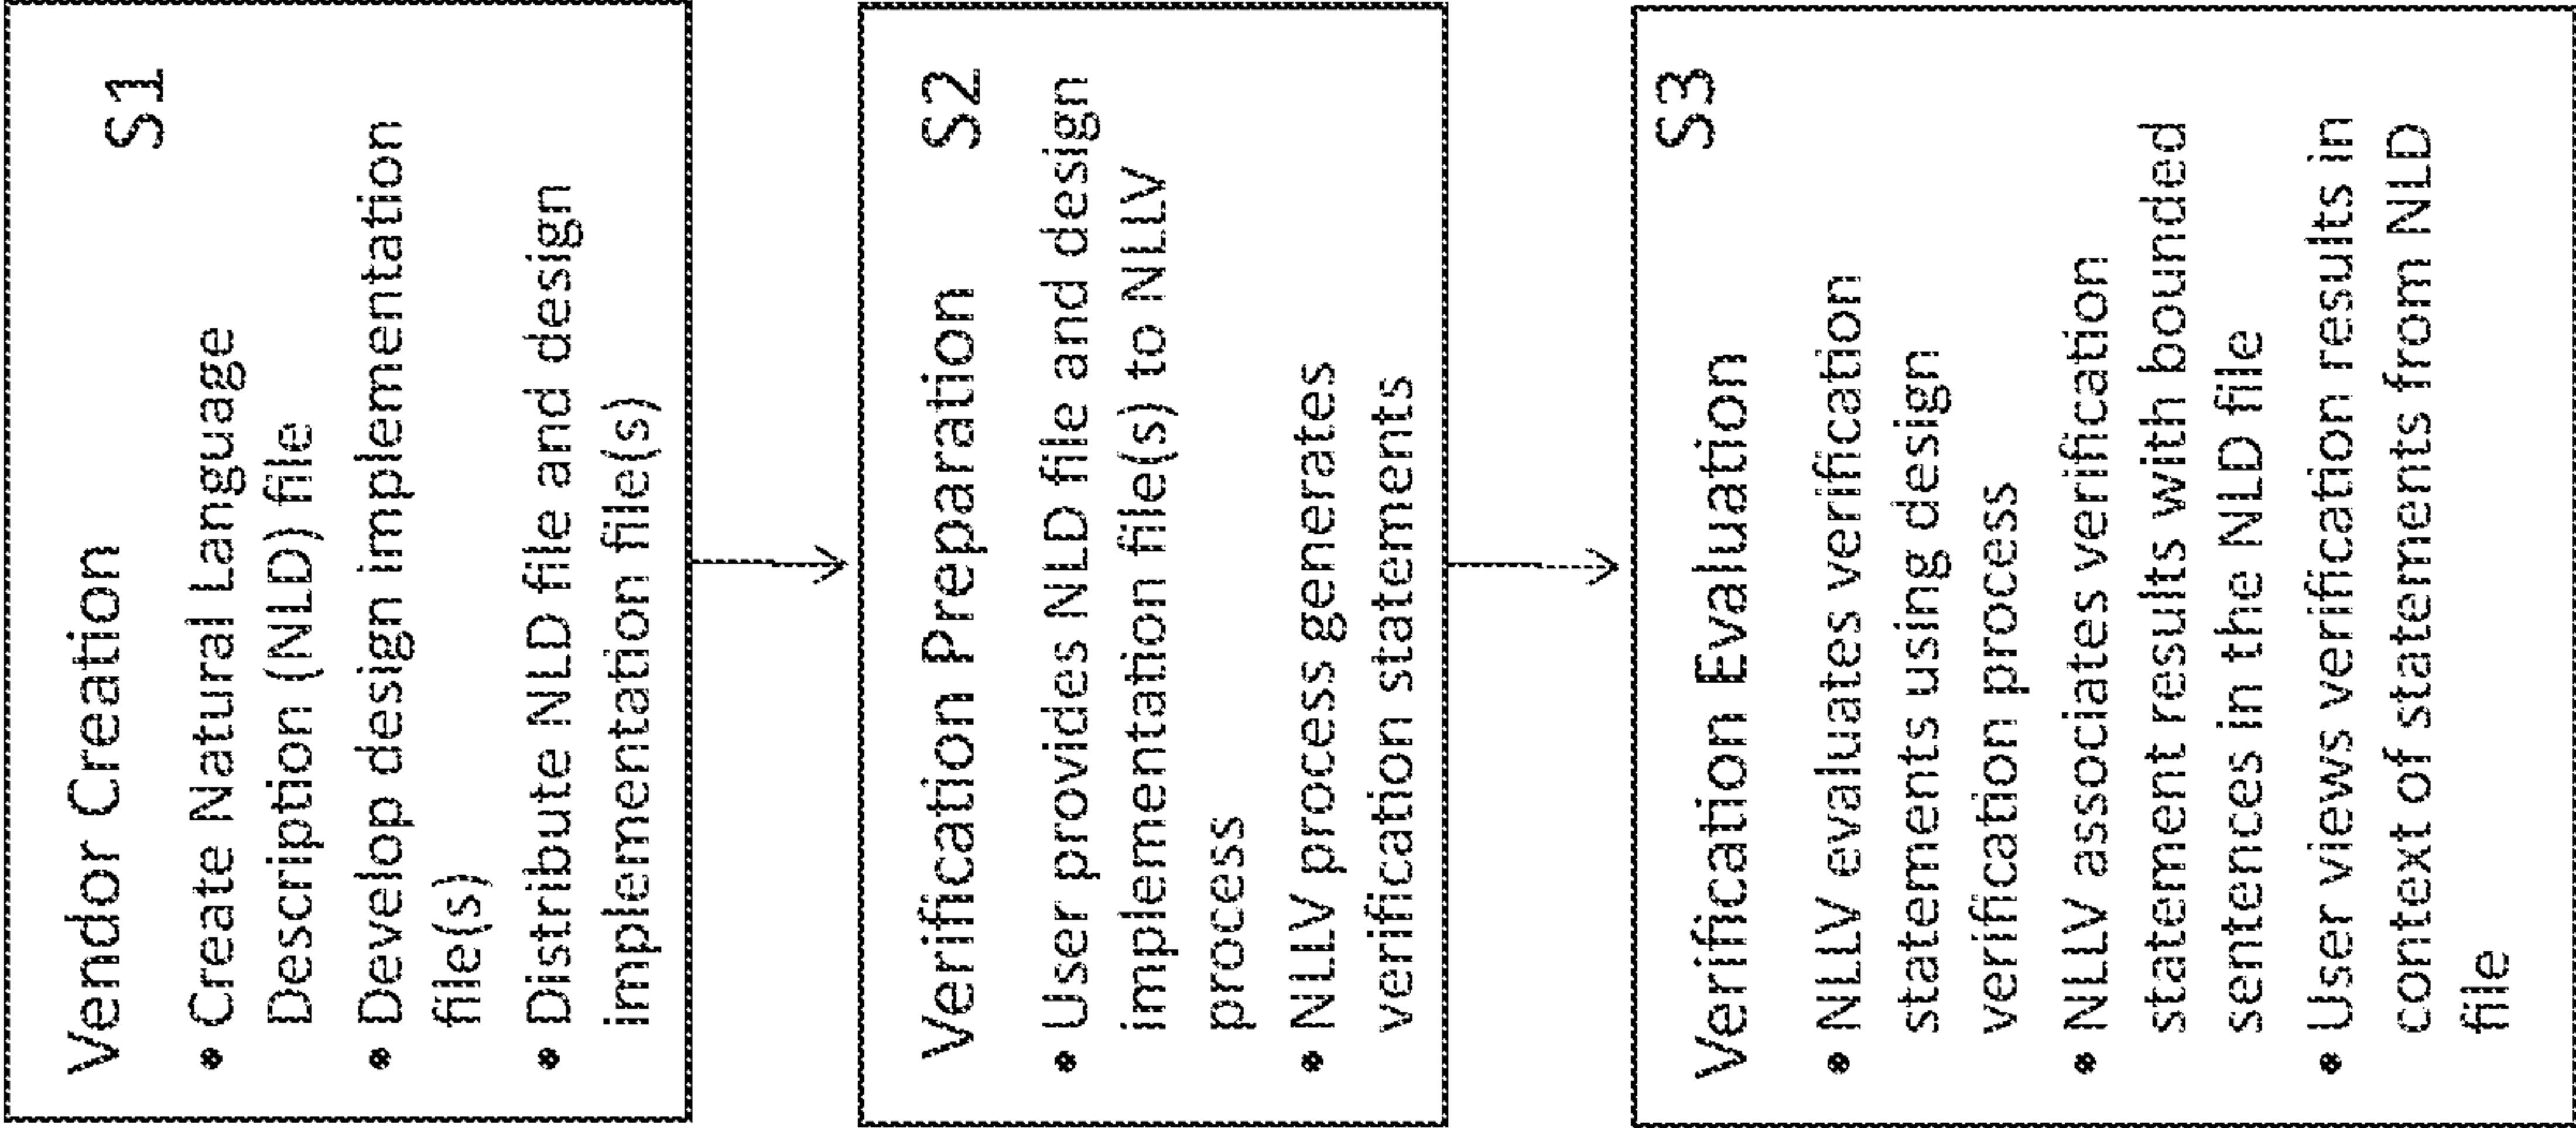 Vendor Creation S1
• Create Natural Language
Description (NLD) file
• Develop design implementation
file(s)
• Distribute NLD file and design
implementation file(s)
Verification Preparation S2
• User provides NLD file and design
implementation file(s) to NLLV
process
• NLLV process generates
verification statements
Verification Evaluation S3
• NLLV evaluates verification
statements using design
verification process
• NLLV associates verification
statement results with bounded
sentences in the NLD file
• User views verification results in
context of statements from NLD
file